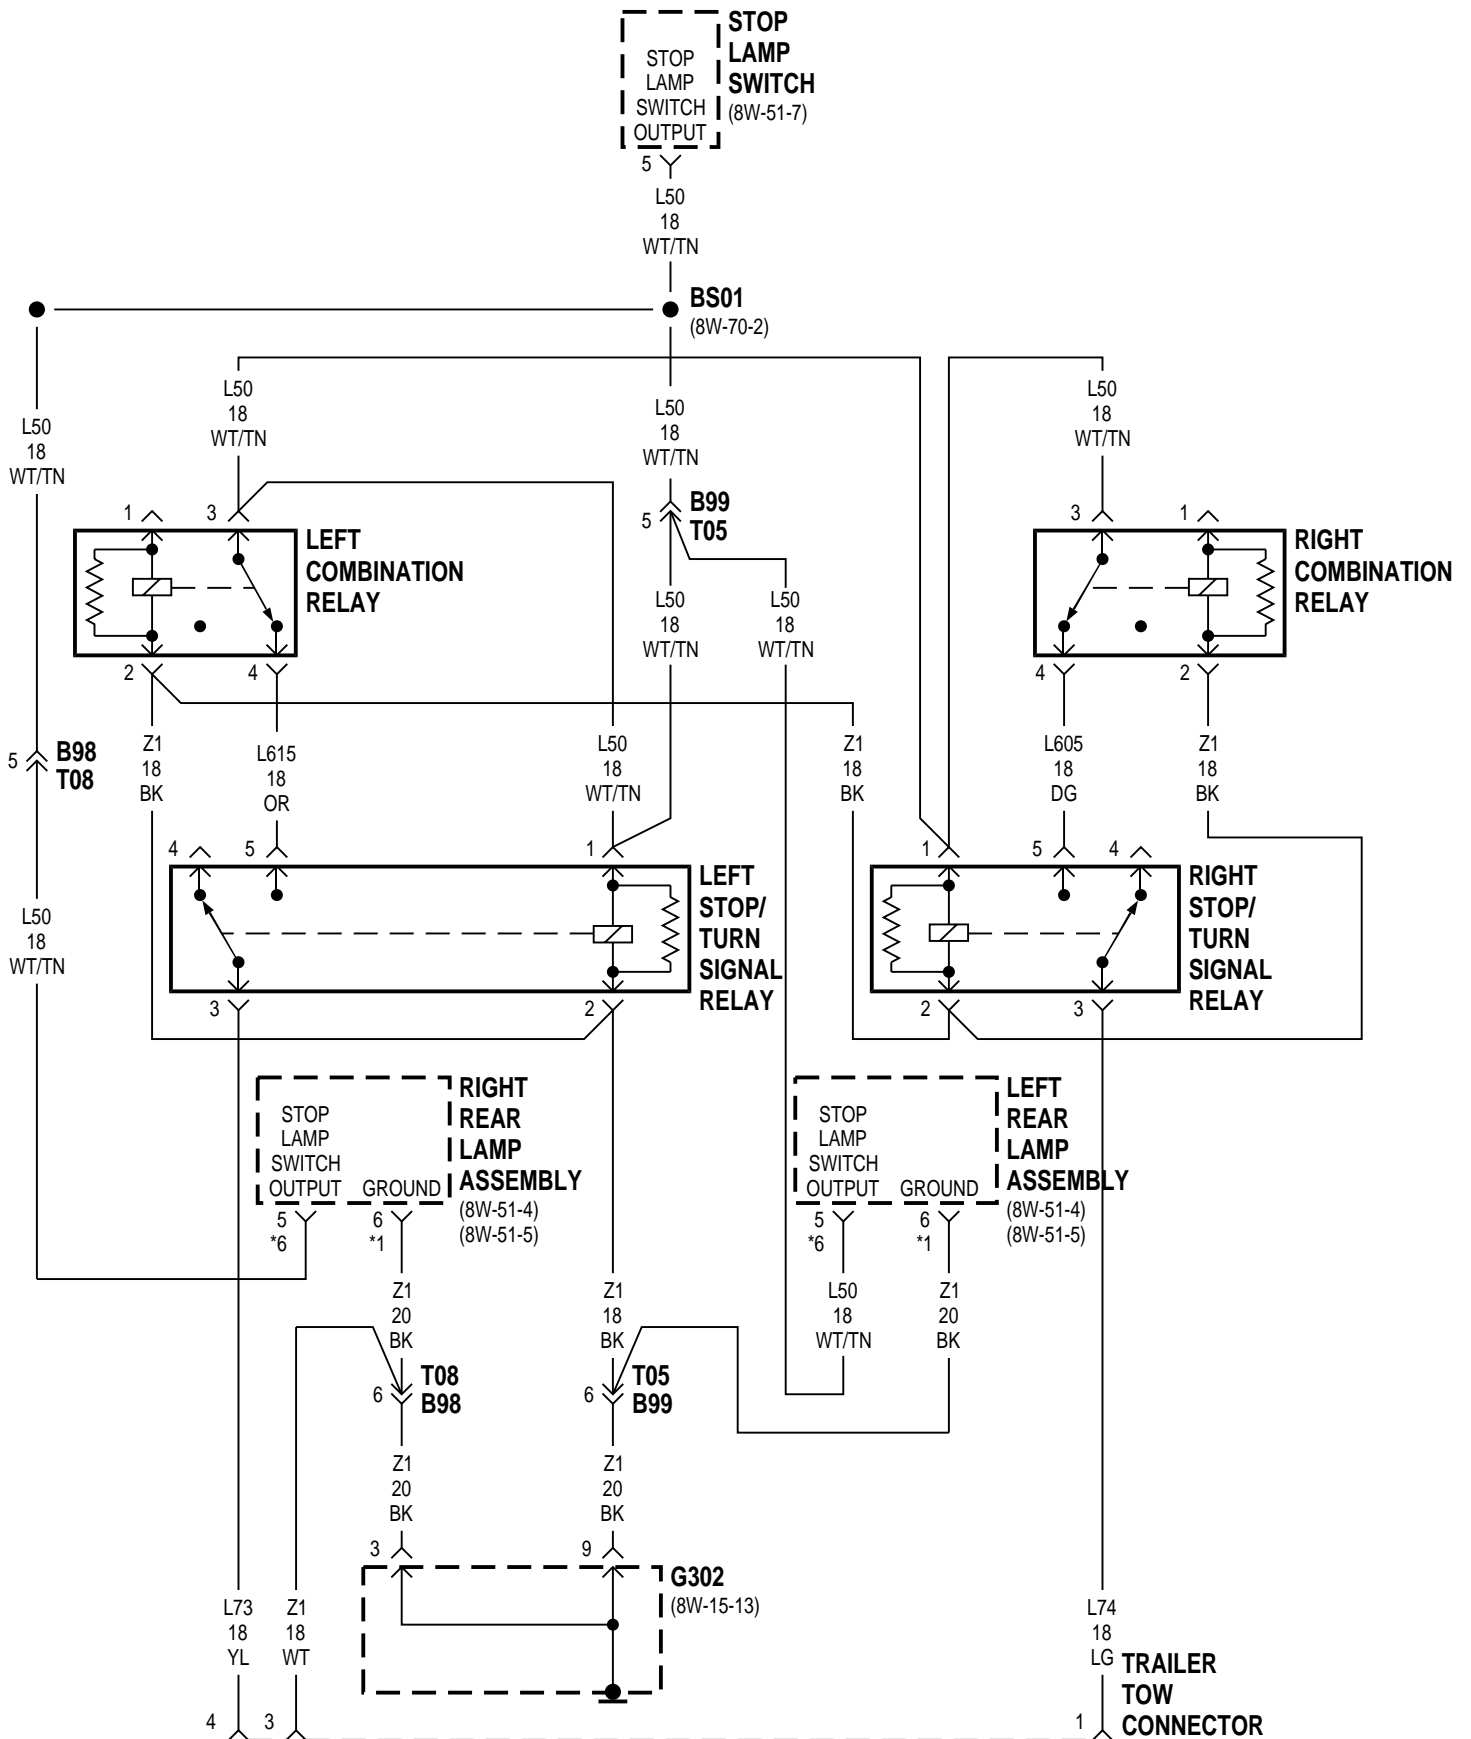 STOP
LAMP
SWITCH
(8W-51-7)
STOP
LAMP
SWITCH
OUTPUT
5
L50
18
WT/TN
BS01
(8W-70-2)
L50
18
WT/TN
L50
18
WT/TN
L50
18
WT/TN
L50
18
WT/TN
B99
T05
5
1
3
LEFT
COMBINATION
RELAY
3
1
RIGHT
COMBINATION
RELAY
L50
18
WT/TN
L50
18
WT/TN
2
4
4
2
5
B98
T08
Z1
18
BK
L615
18
OR
L50
18
WT/TN
Z1
18
BK
L605
18
DG
Z1
18
BK
4
5
1
LEFT
STOP/
TURN
SIGNAL
RELAY
1
5
4
RIGHT
STOP/
TURN
SIGNAL
RELAY
L50
18
WT/TN
3
2
2
3
RIGHT
REAR
LAMP
ASSEMBLY
(8W-51-4)
(8W-51-5)
STOP
LAMP
SWITCH
OUTPUT
GROUND
5
*6
6
*1
LEFT
REAR
LAMP
ASSEMBLY
(8W-51-4)
(8W-51-5)
STOP
LAMP
SWITCH
OUTPUT
GROUND
5
*6
6
*1
Z1
20
BK
Z1
18
BK
L50
18
WT/TN
Z1
20
BK
6
T08
B98
6
T05
B99
Z1
20
BK
Z1
20
BK
3
9
G302
(8W-15-13)
L73
18
YL
Z1
18
WT
L74
18
LG
TRAILER
TOW
CONNECTOR
4
3
1